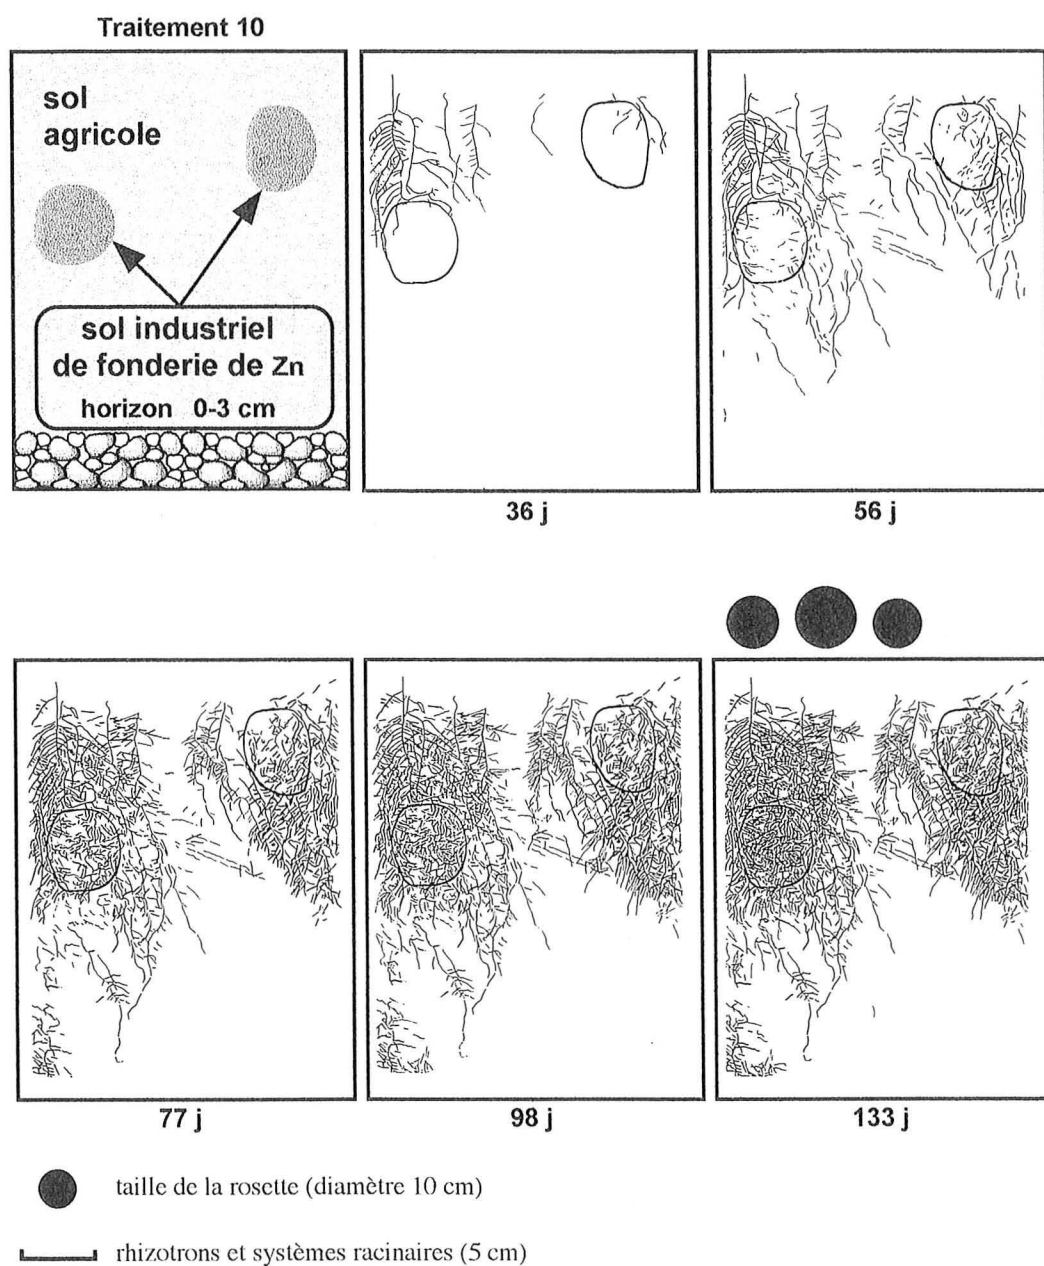 Traitement 10
sol
agricole
sol industriel
de fonderie de Zn
horizon 0-3 cm
36 j
56 j
77 j
98 j
133 j
taille de la rosette (diamètre 10 cm)
rhizotrons et systèmes racinaires (5 cm)